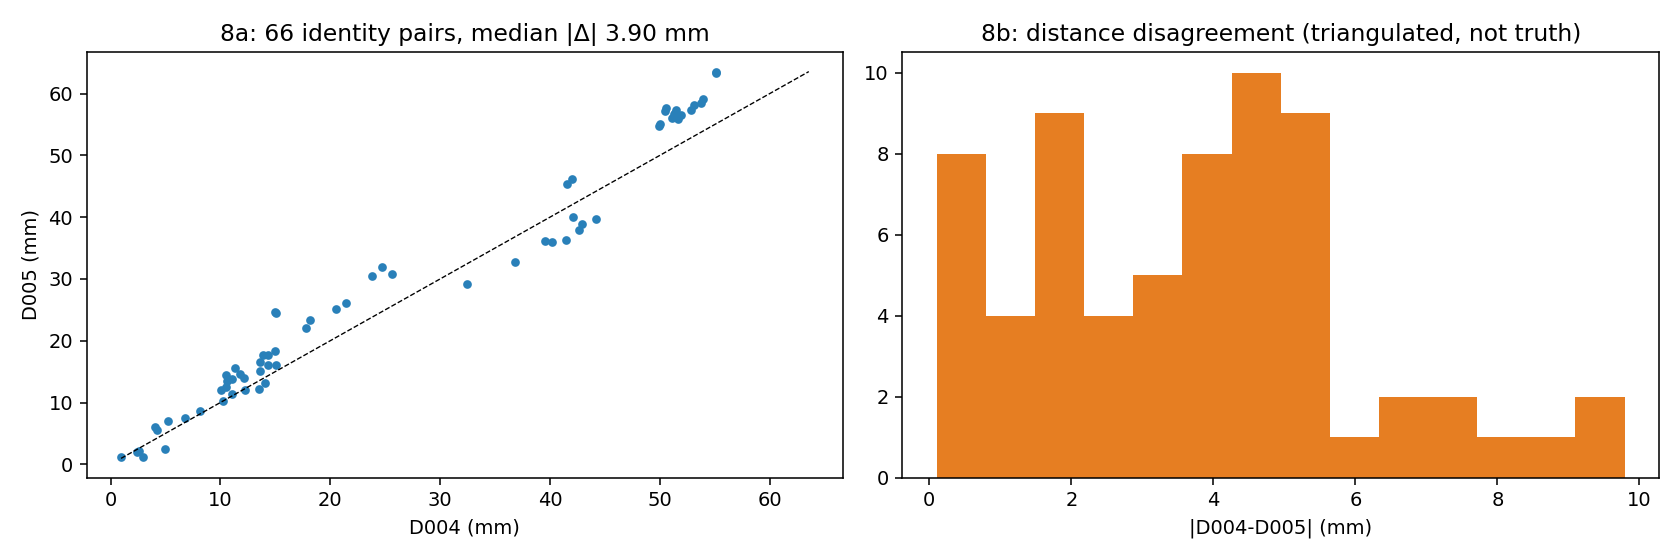 8a: 66 identity pairs, median |Δ| 3.90 mm
60
50
40
30
20
10
0
D005 (mm)
0 10 20 30 40 50 60
D004 (mm)
8b: distance disagreement (triangulated, not truth)
10
8
6
4
2
0
0 2 4 6 8 10
|D004-D005| (mm)